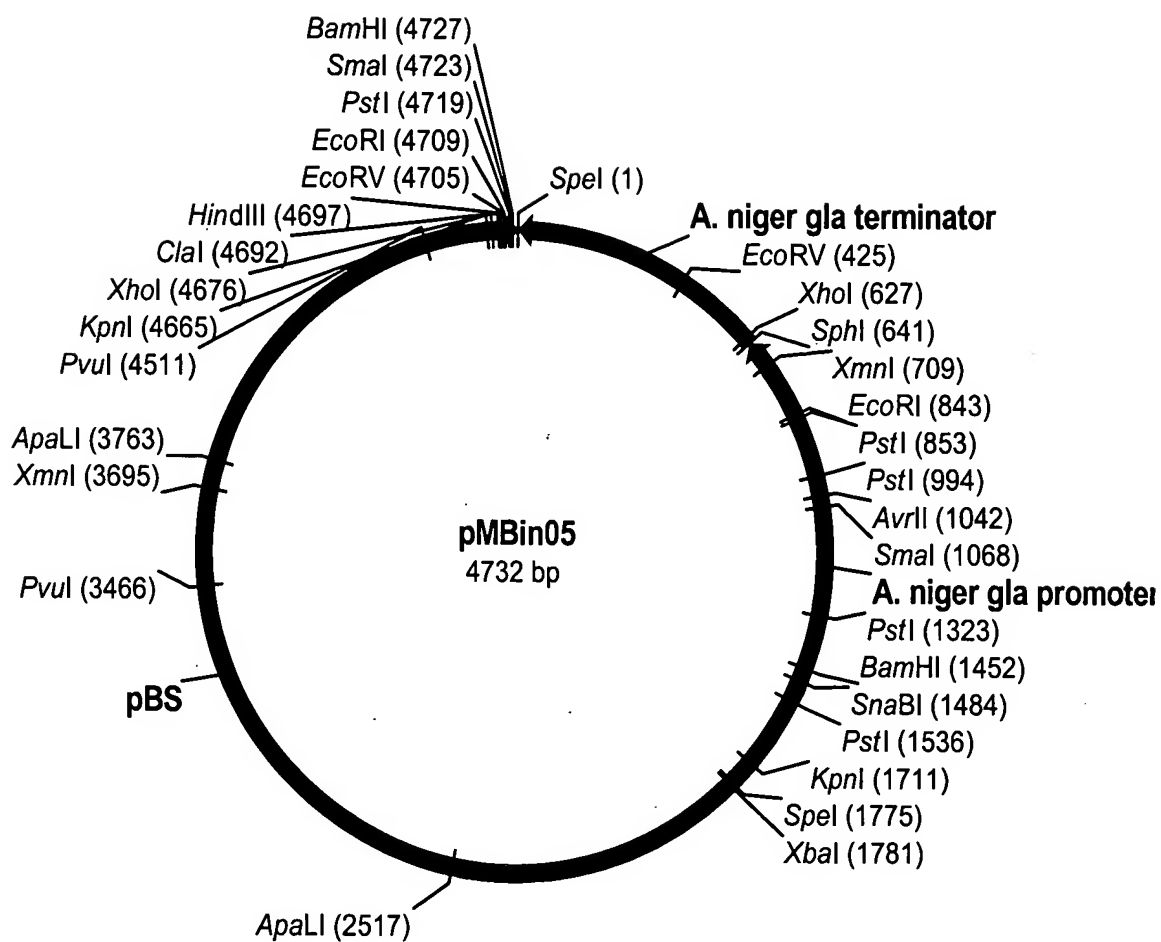 BamHI (4727)
SmaI (4723)
PstI (4719)
EcoRI (4709)
EcoRV (4705)
HindIII (4697)
ClaI (4692)
XhoI (4676)
KpnI (4665)
PvuI (4511)
ApaLI (3763)
XmnI (3695)
PvuI (3466)
pBS
ApaLI (2517)
SpeI (1)
A. niger gla terminator
EcoRV (425)
XhoI (627)
SphI (641)
XmnI (709)
EcoRI (843)
PstI (853)
PstI (994)
AvrII (1042)
SmaI (1068)
A. niger gla promoter
PstI (1323)
BamHI (1452)
SnaBI (1484)
PstI (1536)
KpnI (1711)
SpeI (1775)
XbaI (1781)
pMBin05
4732 bp